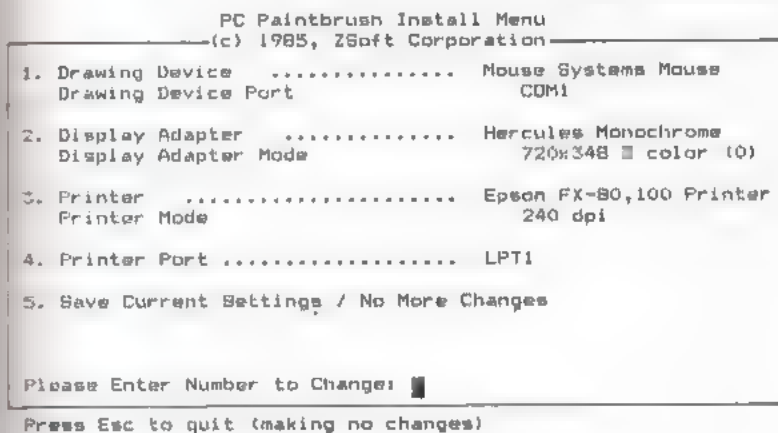 PC Paintbrush Install Menu
(c) 1985, ZSoft Corporation
1. Drawing Device ............... Mouse Systems Mouse
Drawing Device Port COM1
2. Display Adapter .............. Hercules Monochrome
Display Adapter Mode 720x348 color (0)
3. Printer ....................... Epson FX-80,100 Printer
Printer Mode 240 dpi
4. Printer Port .................... LPT1
5. Save Current Settings / No More Changes
Please Enter Number to Change:
Press Esc to quit (making no changes)